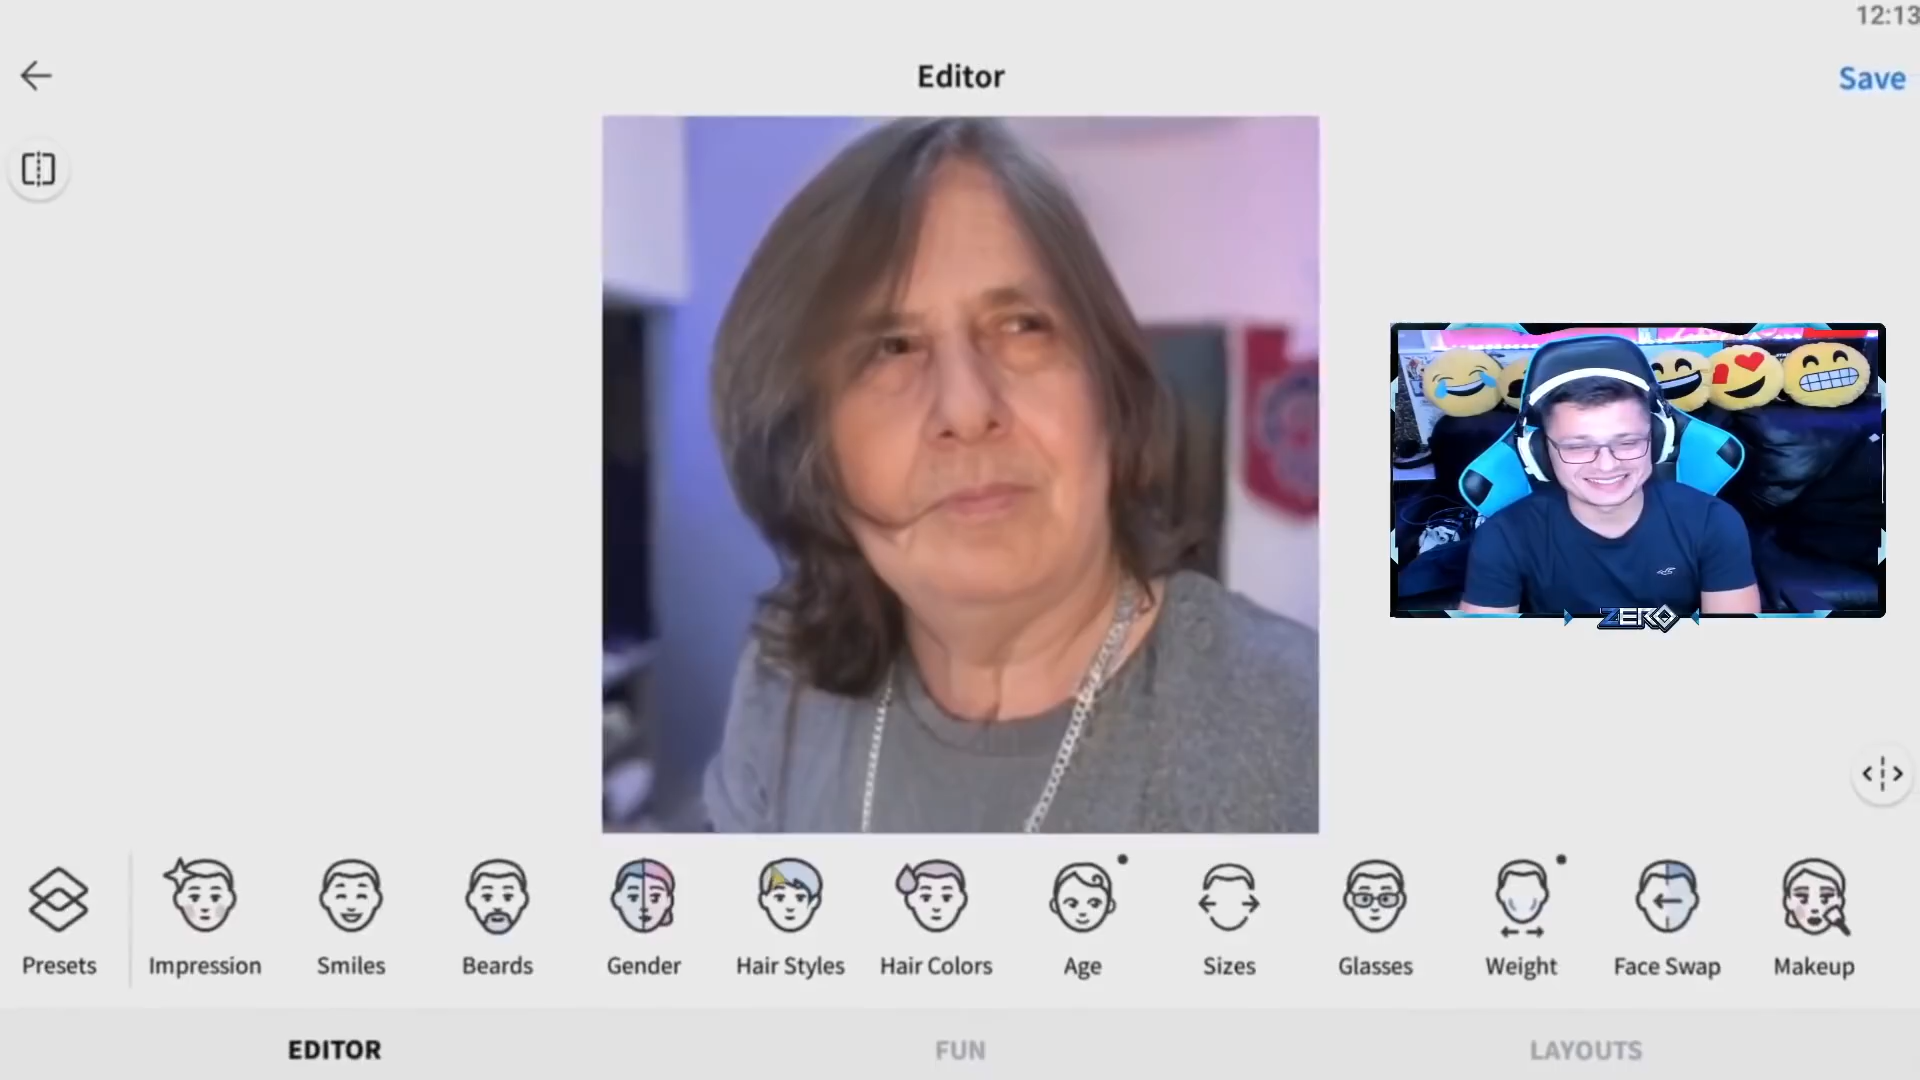 12:13
Editor
Save
ZERO
Presets
Impression
Smiles
Beards
Gender
Hair Styles
Hair Colors
Age
Sizes
Glasses
Weight
Face Swap
Makeup
EDITOR
FUN
LAYOUTS